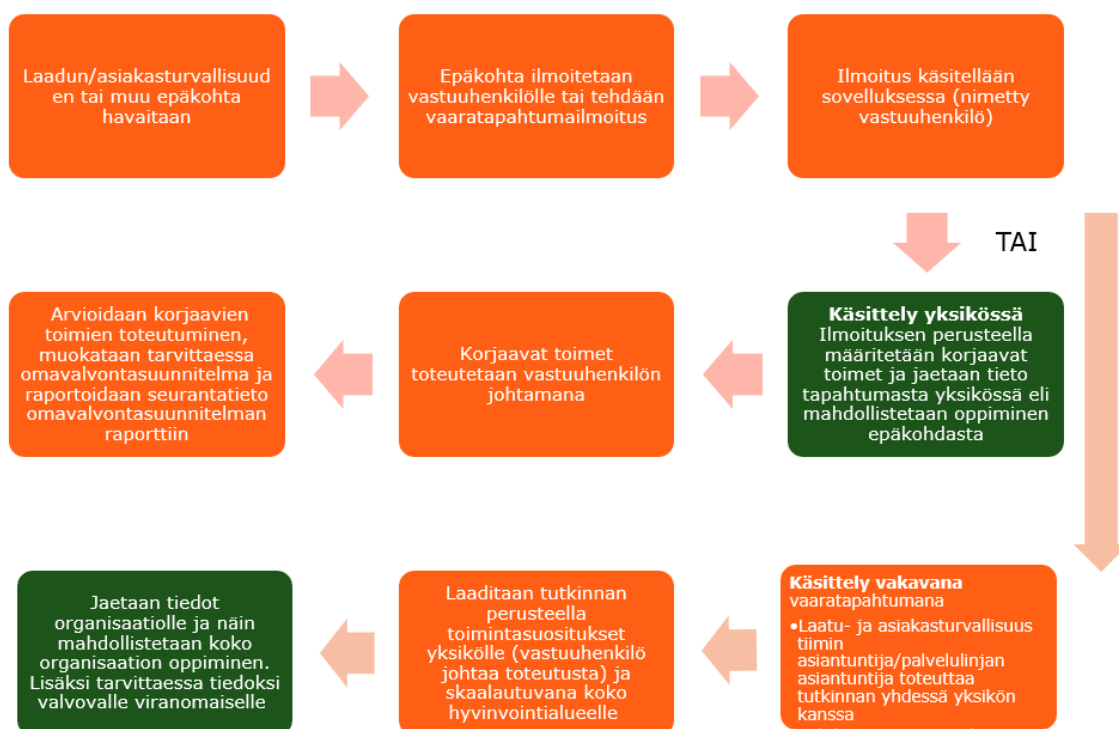 Laadun/asiakasturvallisuud
en tai muu epäkohta
havaitaan
Epäkohta ilmoitetaan
vastuuhenkilölle tai tehdään
vaaratapahtumailmoitus
Ilmoitus käsitellään
sovelluksessa (nimetty
vastuuhenkilö)
TAI
Käsittely yksikössä
Ilmoituksen perusteella
määritetään korjaavat
toimet ja jaetaan tieto
tapahtumasta yksikössä eli
mahdollistetaan oppiminen
epäkohdasta
Korjaavat toimet
toteutetaan vastuuhenkilön
johtamana
Arvioidaan korjaavien
toimien toteutuminen,
muokataan tarvittaessa
omavalvontasuunnitelma ja
raportoidaan seurantatieto
omavalvontasuunnitelman
raporttiin
Käsittely vakavana
vaaratapahtumana
•Laatu- ja asiakasturvallisuus
tiimin
asiantuntija/palvelulinjan
asiantuntija toteuttaa
tutkinnan yhdessä yksikön
kanssa
Laaditaan tutkinnan
perusteella
toimintasuositukset
yksikölle (vastuuhenkilö
johtaa toteutusta) ja
skaalautuvana koko
hyvinvointialueelle
Jaetaan tiedot
organisaatiolle ja näin
mahdollistetaan koko
organisaation oppiminen.
Lisäksi tarvittaessa tiedoksi
valvovalle viranomaiselle